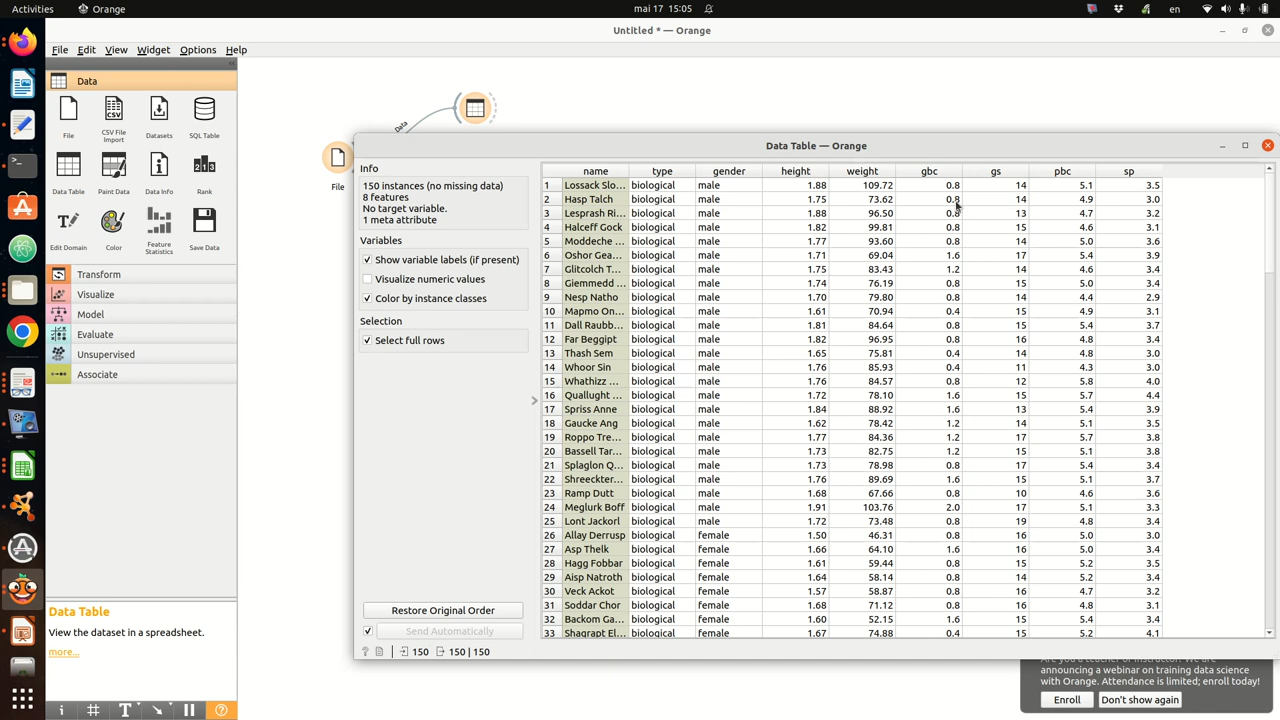 Activities Orange mai 17 15:05 en
Untitled * — Orange
File Edit View Widget Options Help
Data
File CSV File Import Datasets SQL Table
Data Table Paint Data Data Info Rank
Edit Domain Color Feature Statistics Save Data
Transform
Visualize
Model
Evaluate
Unsupervised
Associate
Data Table
View the dataset in a spreadsheet.
more...
Data
File
Data Table — Orange
Info
150 instances (no missing data)
8 features
No target variable.
1 meta attribute
Variables
Show variable labels (if present)
Visualize numeric values
Color by instance classes
Selection
Select full rows
Restore Original Order
Send Automatically
150 150 | 150
name type gender height weight gbc gs pbc sp
1 Lossack Slo... biological male 1.88 109.72 0.8 14 5.1 3.5
2 Hasp Talch biological male 1.75 73.62 0.8 14 4.9 3.0
3 Lesprash Ri... biological male 1.88 96.50 0.8 13 4.7 3.2
4 Halceff Gock biological male 1.82 99.81 0.8 15 4.6 3.1
5 Moddeche ... biological male 1.77 93.60 0.8 14 5.0 3.6
6 Oshor Gea... biological male 1.71 69.04 1.6 17 5.4 3.9
7 Glitcolch T... biological male 1.75 83.43 1.2 14 4.6 3.4
8 Giemmedd ... biological male 1.74 76.19 0.8 15 5.0 3.4
9 Nesp Natho biological male 1.70 79.80 0.8 14 4.4 2.9
10 Mapmo On... biological male 1.61 70.94 0.4 15 4.9 3.1
11 Dall Raubb... biological male 1.81 84.64 0.8 15 5.4 3.7
12 Far Beggipt biological male 1.82 96.95 0.8 16 4.8 3.4
13 Thash Sem biological male 1.65 75.81 0.4 14 4.8 3.0
14 Whoor Sin biological male 1.76 85.93 0.4 11 4.3 3.0
15 Whathizz ... biological male 1.76 84.57 0.8 12 5.8 4.0
16 Quallught ... biological male 1.72 78.10 1.6 15 5.7 4.4
17 Spriss Anne biological male 1.84 88.92 1.6 13 5.4 3.9
18 Gaucke Ang biological male 1.62 78.42 1.2 14 5.1 3.5
19 Roppo Tre... biological male 1.77 84.36 1.2 17 5.7 3.8
20 Bassell Tar... biological male 1.73 82.75 1.2 15 5.1 3.8
21 Splaglon Q... biological male 1.73 78.98 0.8 17 5.4 3.4
22 Shreeckter... biological male 1.76 89.69 1.6 15 5.1 3.7
23 Ramp Dutt biological male 1.68 67.66 0.8 10 4.6 3.6
24 Meglurk Boff biological male 1.91 103.76 2.0 17 5.1 3.3
25 Lont Jackorl biological male 1.72 73.48 0.8 19 4.8 3.4
26 Allay Derrusp biological female 1.50 46.31 0.8 16 5.0 3.0
27 Asp Thelk biological female 1.66 64.10 1.6 16 5.0 3.4
28 Hagg Fobbar biological female 1.61 59.44 0.8 15 5.2 3.5
29 Aisp Natroth biological female 1.64 58.14 0.8 14 5.2 3.4
30 Veck Ackot biological female 1.57 58.87 0.8 16 4.7 3.2
31 Soddar Chor biological female 1.68 71.12 0.8 16 4.8 3.1
32 Backom Ga... biological female 1.60 52.15 1.6 15 5.4 3.4
33 Shagrapt El... biological female 1.67 74.88 0.4 15 5.2 4.1
Are you a teacher or instructor? We are
announcing a webinar on training data science
with Orange. Attendance is limited; enroll today!
Enroll Don't show again